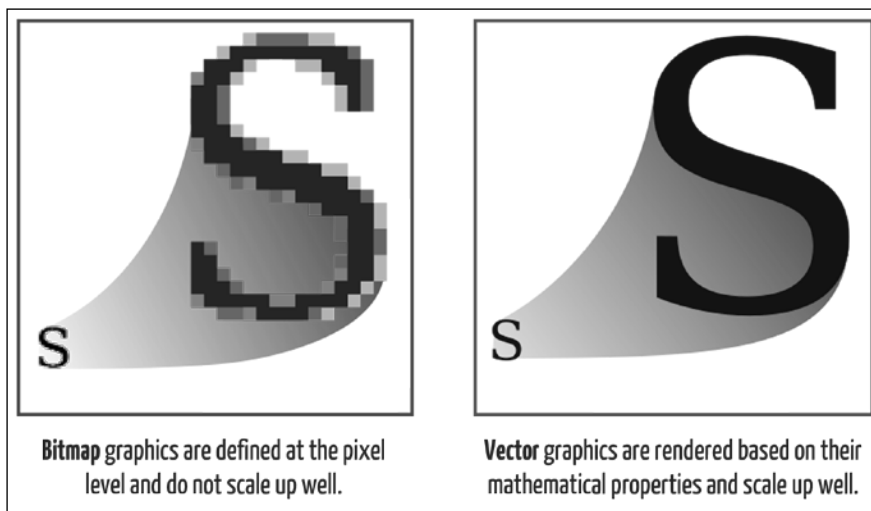 S
S
Bitmap graphics are defined at the pixel
level and do not scale up well.
S
S
Vector graphics are rendered based on their
mathematical properties and scale up well.